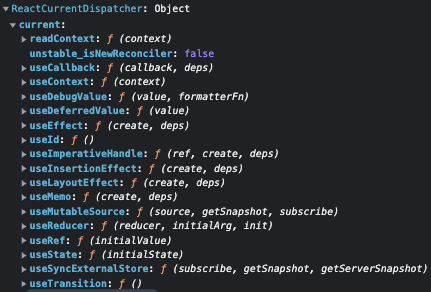 ReactCurrentDispatcher: Object
current:
readContext: ƒ (context)
unstable_isNewReconciler: false
useCallback: ƒ (callback, deps)
useContext: ƒ (context)
useDebugValue: ƒ (value, formatterFn)
useDeferredValue: ƒ (value)
useEffect: ƒ (create, deps)
useId: ƒ ()
useImperativeHandle: ƒ (ref, create, deps)
useInsertionEffect: ƒ (create, deps)
useLayoutEffect: ƒ (create, deps)
useMemo: ƒ (create, deps)
useMutableSource: ƒ (source, getSnapshot, subscribe)
useReducer: ƒ (reducer, initialArg, init)
useRef: ƒ (initialValue)
useState: ƒ (initialState)
useSyncExternalStore: ƒ (subscribe, getSnapshot, getServerSnapshot)
useTransition: ƒ ()